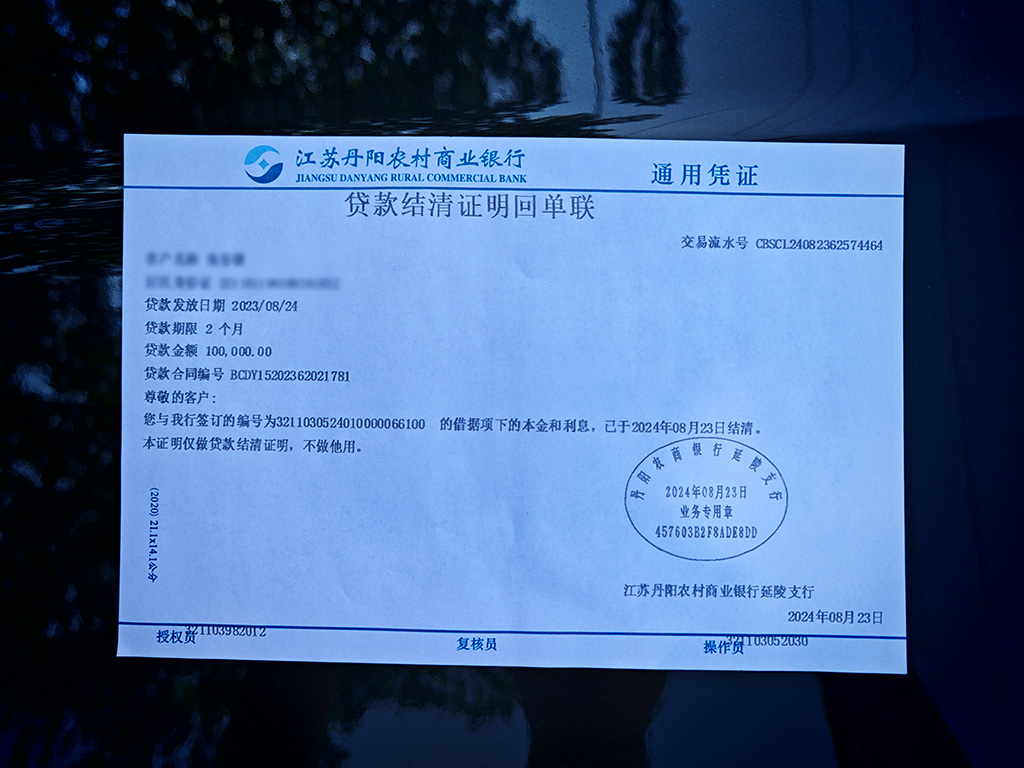 江苏丹阳农村商业银行
JIANGSU DANYANG RURAL COMMERCIAL BANK
通用凭证
贷款结清证明回单联
交易流水号 CBSCL24082362574464
贷款发放日期 2023/08/24
贷款期限 2 个月
贷款金额 100,000.00
贷款合同编号 BCDY15202362021781
尊敬的客户:
您与我行签订的编号为3211030524010000066100 的借据项下的本金和利息，已于2024年08月23日结清。
本证明仅做贷款结清证明，不做他用。
丹阳农商银行延陵支行
2024年08月23日
业务专用章
457603B2F8ADE8DD
(2020) 21.1x14.1公分
江苏丹阳农村商业银行延陵支行
2024年08月23日
授权员 321103982012
复核员
操作员 321103052030